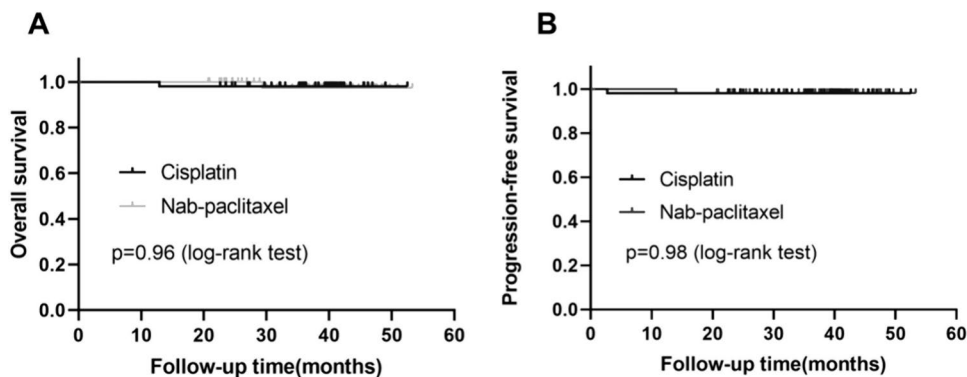 A
Overall survival
1.0
0.8
0.6
0.4
0.2
0.0
Cisplatin
Nab-paclitaxel
p=0.96 (log-rank test)
0 10 20 30 40 50 60
Follow-up time(months)
B
Progression-free survival
1.0
0.8
0.6
0.4
0.2
0.0
Cisplatin
Nab-paclitaxel
p=0.98 (log-rank test)
0 10 20 30 40 50 60
Follow-up time(months)